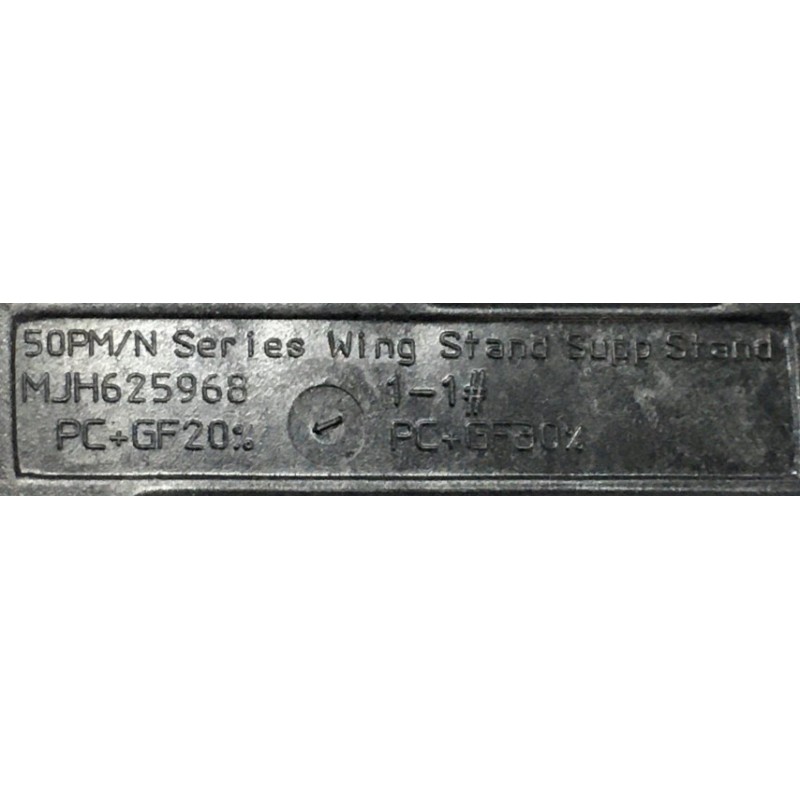 50PM/N Series Wing Stand Supp Stand
MJH625968 1-1#
PC+GF20% PC+GF30%